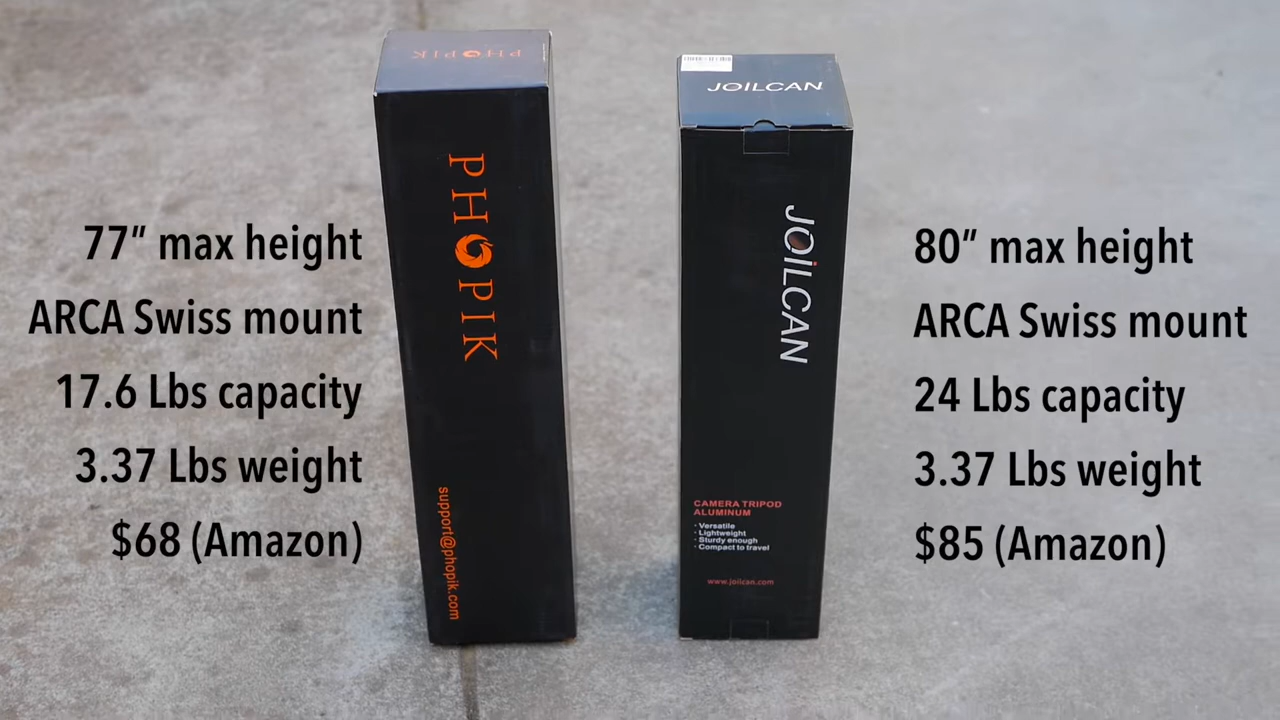 PHOPIK
PHOPIK
support@phopik.com
77” max height
ARCA Swiss mount
17.6 Lbs capacity
3.37 Lbs weight
$68 (Amazon)
JOILCAN
JOiLCAN
CAMERA TRIPOD
ALUMINUM
· Versatile
· Lightweight
· Sturdy enough
· Compact to travel
www.joilcan.com
80” max height
ARCA Swiss mount
24 Lbs capacity
3.37 Lbs weight
$85 (Amazon)